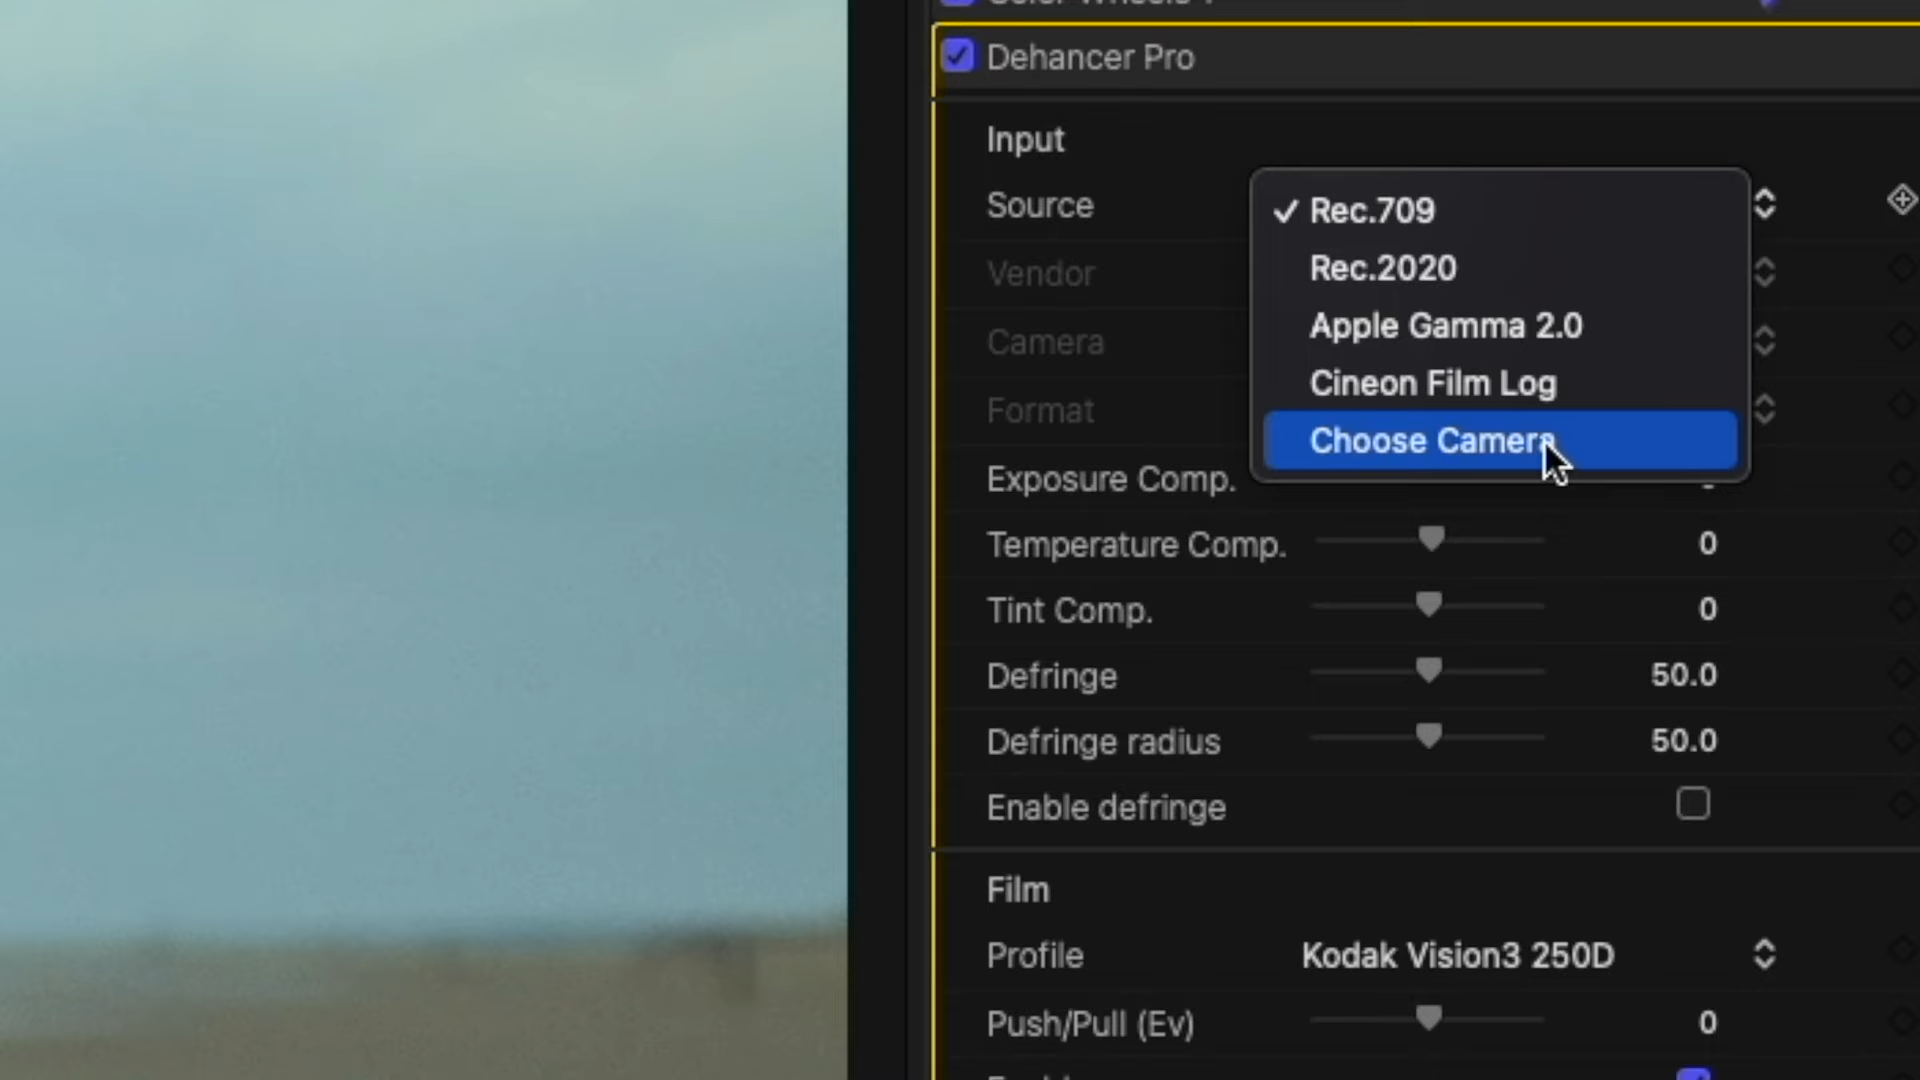 Dehancer Pro
Input
Source
✓ Rec.709
Rec.2020
Vendor
Apple Gamma 2.0
Camera
Cineon Film Log
Format
Choose Camera
Exposure Comp.
Temperature Comp. 0
Tint Comp. 0
Defringe 50.0
Defringe radius 50.0
Enable defringe
Film
Profile Kodak Vision3 250D
Push/Pull (Ev) 0